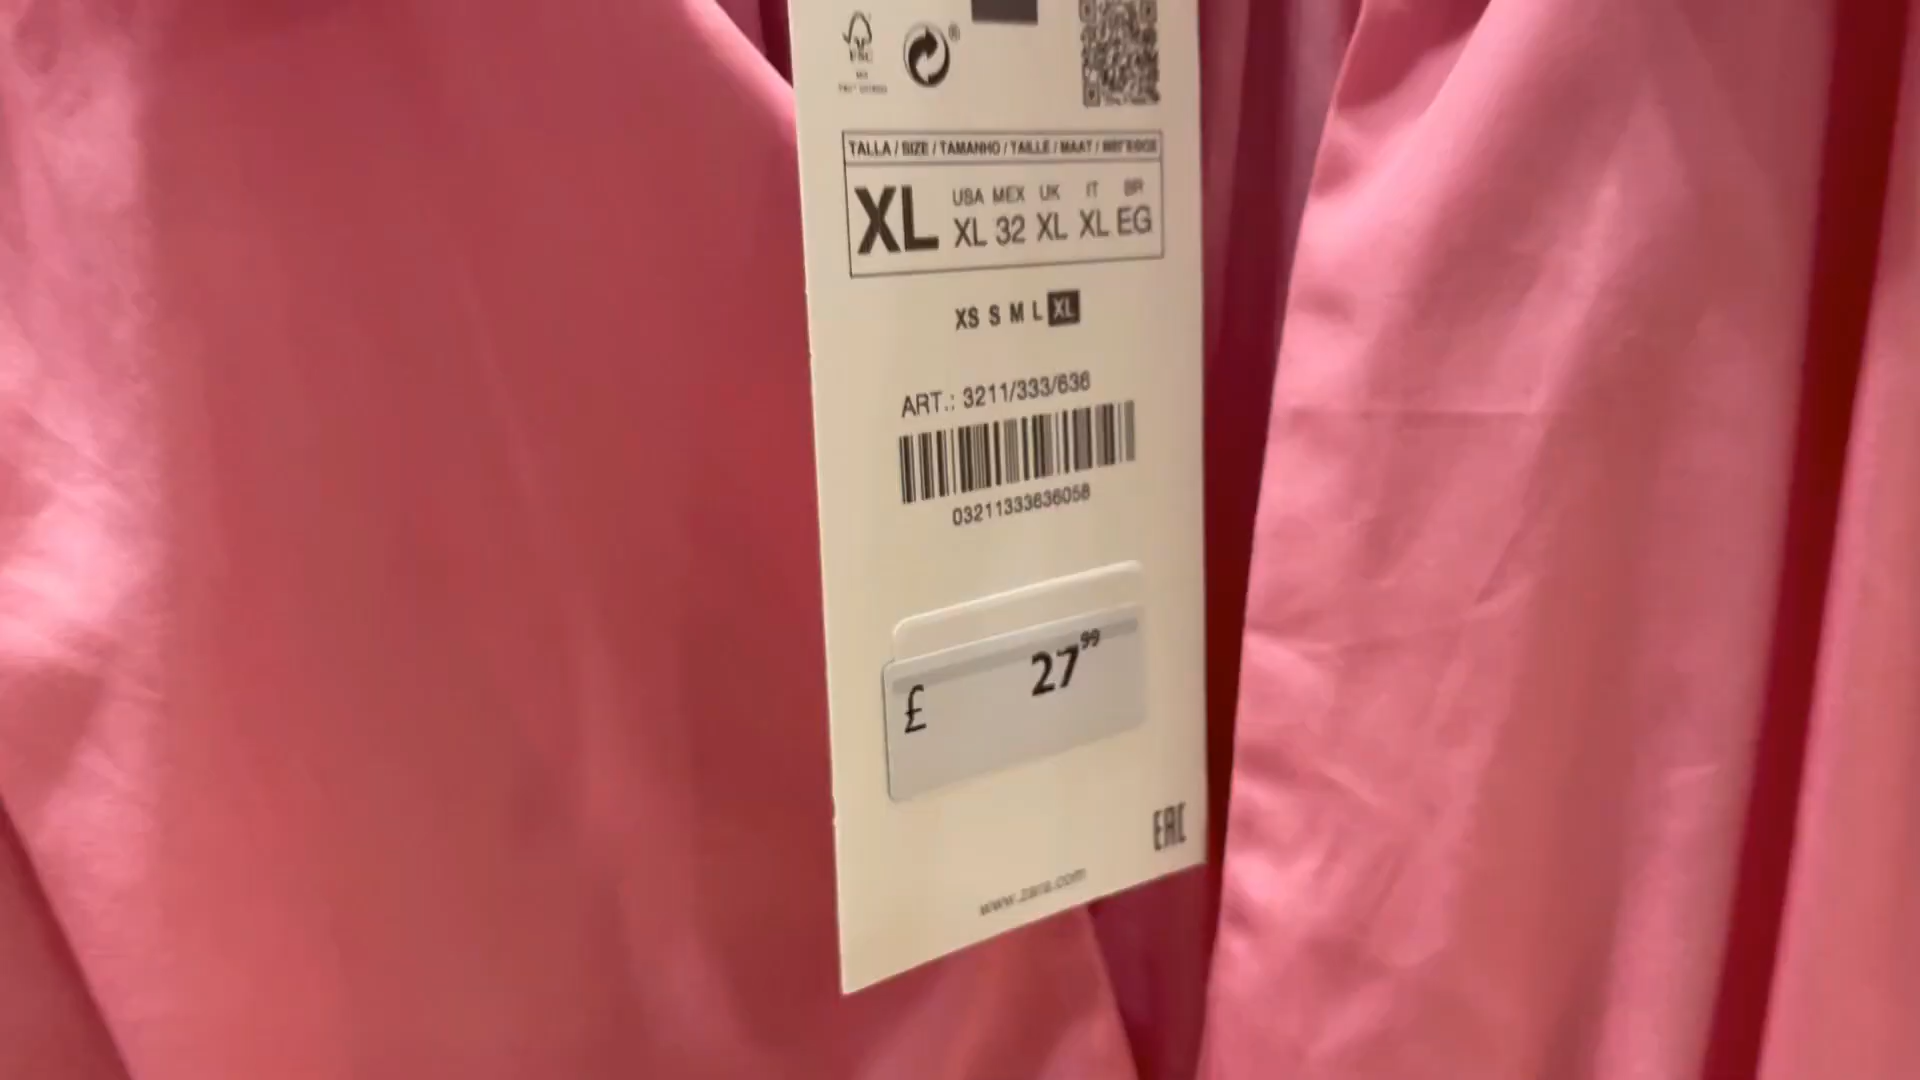 FSC
®
TALLA / SIZE / TAMANHO / TAILLE / MAAT /
XL
USA MEX UK IT BR
XL 32 XL XL EG
XS S M L XL
ART.: 3211/333/636
03211333636058
£ 27 99
EAC
www.zara.com